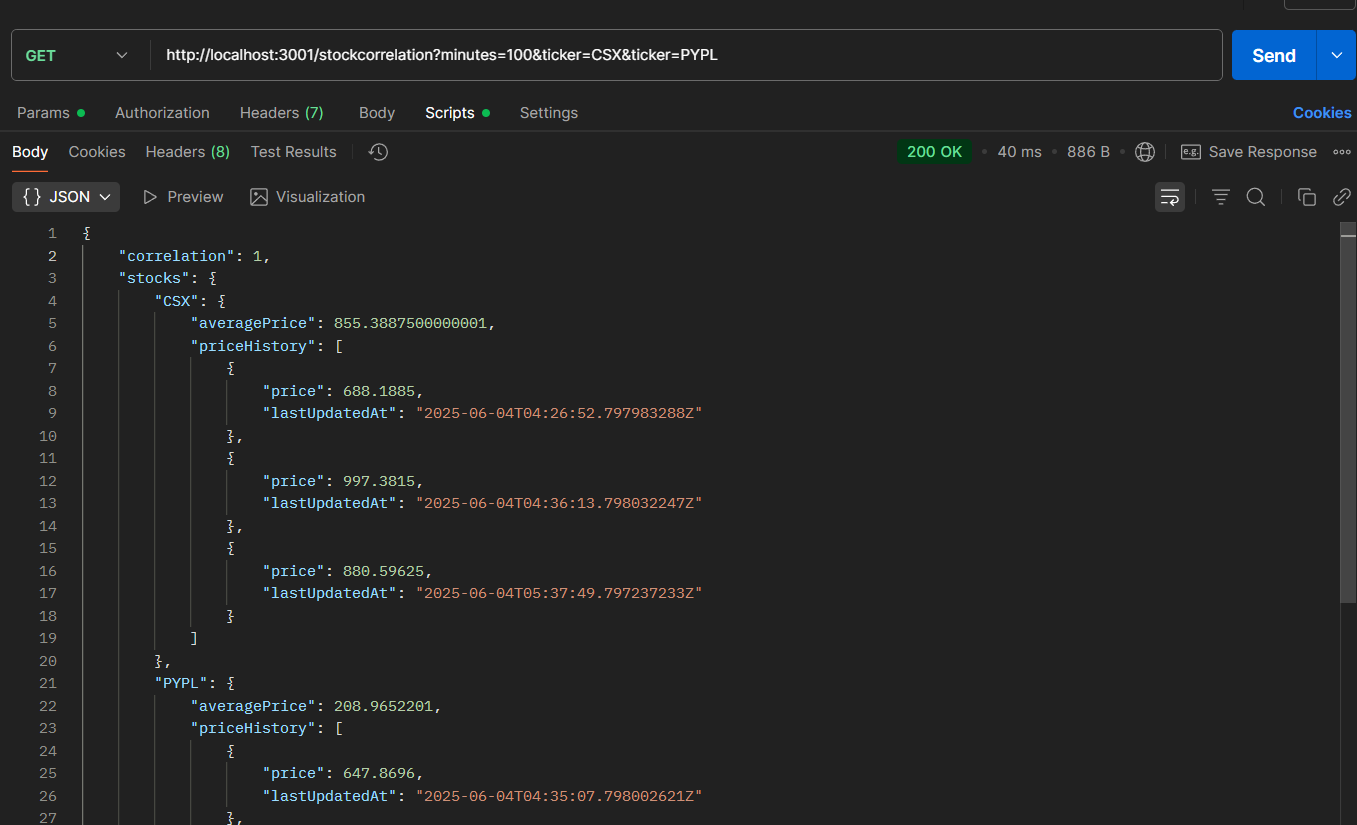 GET http://localhost:3001/stockcorrelation?minutes=100&ticker=CSX&ticker=PYPL Send
Params Authorization Headers (7) Body Scripts Settings Cookies
Body Cookies Headers (8) Test Results 200 OK 40 ms 886 B e.g. Save Response
{} JSON Preview Visualization
1 {
2 "correlation": 1,
3 "stocks": {
4 "CSX": {
5 "averagePrice": 855.3887500000001,
6 "priceHistory": [
7 {
8 "price": 688.1885,
9 "lastUpdatedAt": "2025-06-04T04:26:52.797983288Z"
10 },
11 {
12 "price": 997.3815,
13 "lastUpdatedAt": "2025-06-04T04:36:13.798032247Z"
14 },
15 {
16 "price": 880.59625,
17 "lastUpdatedAt": "2025-06-04T05:37:49.797237233Z"
18 }
19 ]
20 },
21 "PYPL": {
22 "averagePrice": 208.9652201,
23 "priceHistory": [
24 {
25 "price": 647.8696,
26 "lastUpdatedAt": "2025-06-04T04:35:07.798002621Z"
27 },